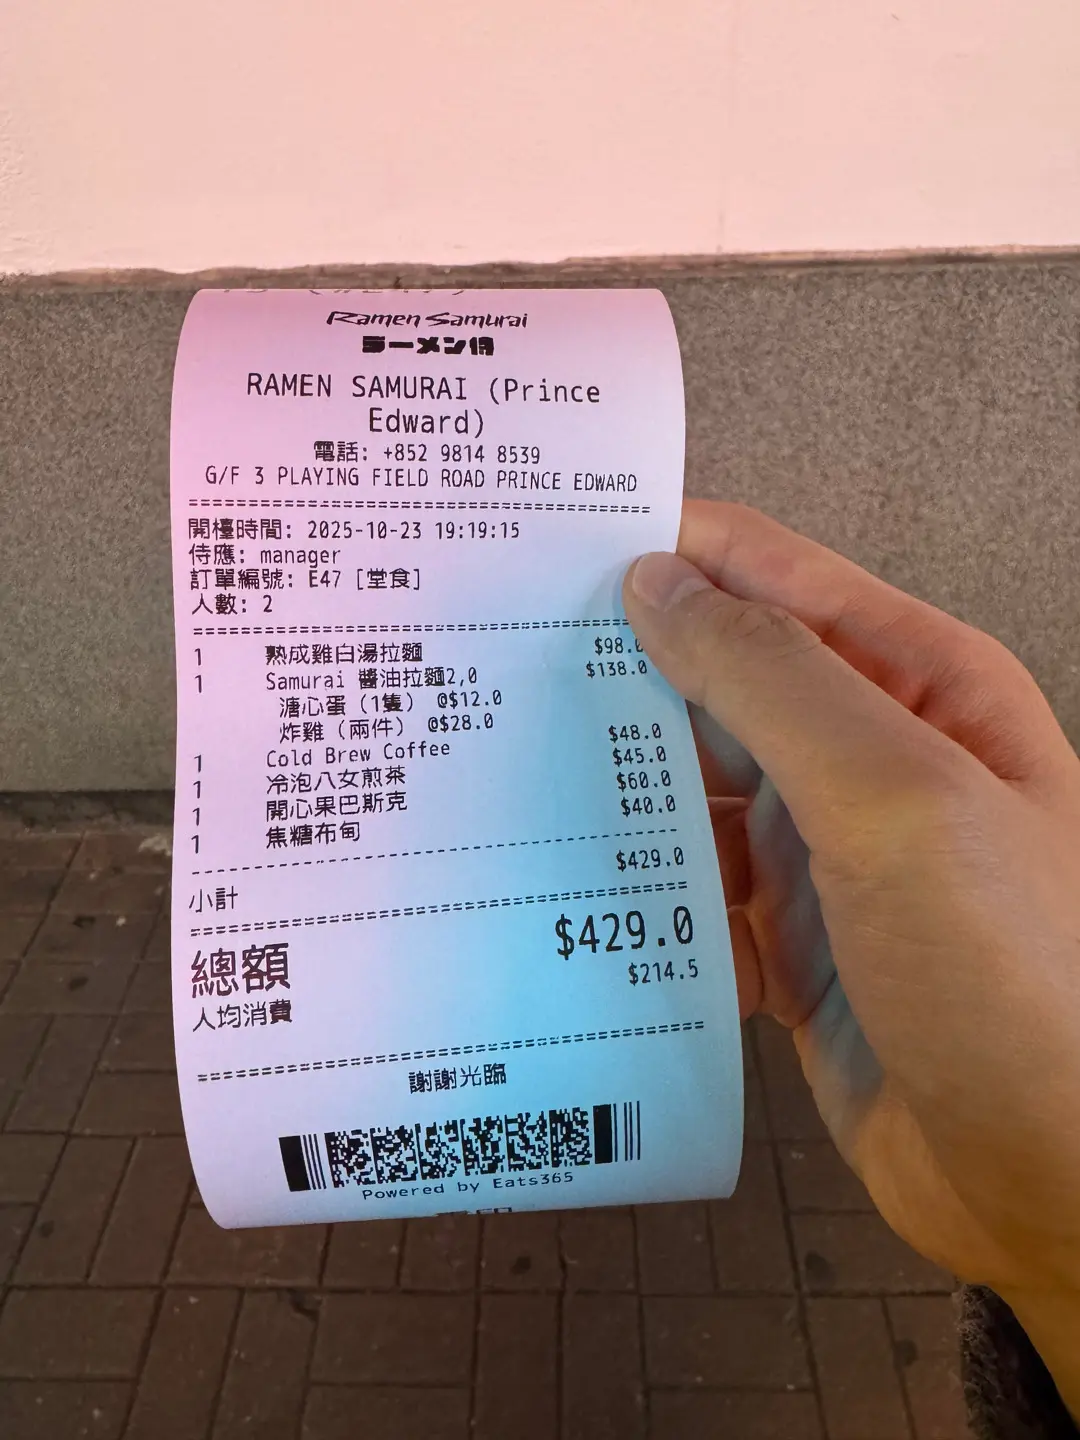 Ramen Samurai
ラーメン侍
RAMEN SAMURAI (Prince
Edward)
電話: +852 9814 8539
G/F 3 PLAYING FIELD ROAD PRINCE EDWARD
開檯時間: 2025-10-23 19:19:15
侍應: manager
訂單編號: E47 [堂食]
人數: 2
1 熟成雞白湯拉麵 $98.0
1 Samurai 醬油拉麵2,0 $138.0
溏心蛋 (1隻) @$12.0
炸雞 (兩件) @$28.0
1 Cold Brew Coffee $48.0
1 冷泡八女煎茶 $45.0
1 開心果巴斯克 $60.0
1 焦糖布甸 $40.0
小計 $429.0
總額 $429.0
人均消費 $214.5
謝謝光臨
Powered by Eats365